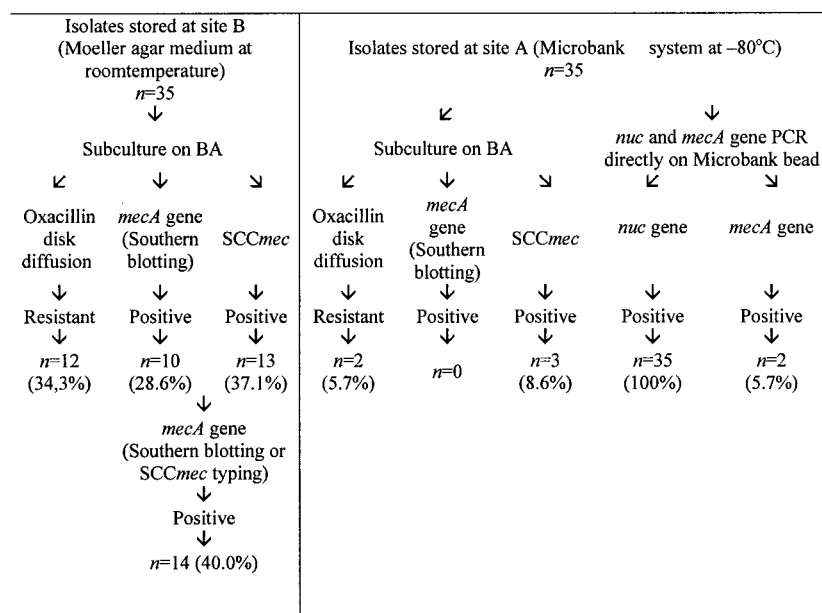 Isolates stored at site B
(Moeller agar medium at
roomtemperature)
n=35
↓
Subculture on BA
↙ ↓ ↘
Oxacillin
disk
diffusion
mecA gene
(Southern
blotting)
SCCmec
↓ ↓ ↓
Resistant Positive Positive
↓ ↓ ↓
n=12 n=10 n=13
(34,3%) (28.6%) (37.1%)
↓
mecA gene
(Southern blotting or
SCCmec typing)
↓
Positive
↓
n=14 (40.0%)
Isolates stored at site A (Microbank system at –80°C)
n=35
↙ ↓
Subculture on BA
nuc and mecA gene PCR
directly on Microbank bead
↙ ↓ ↘ ↙ ↘
Oxacillin
disk
diffusion
mecA
gene
(Southern
blotting)
SCCmec
nuc gene
mecA gene
↓ ↓ ↓ ↓ ↓
Resistant Positive Positive Positive Positive
↓ ↓ ↓ ↓ ↓
n=2 n=0 n=3 n=35 n=2
(5.7%) (8.6%) (100%) (5.7%)